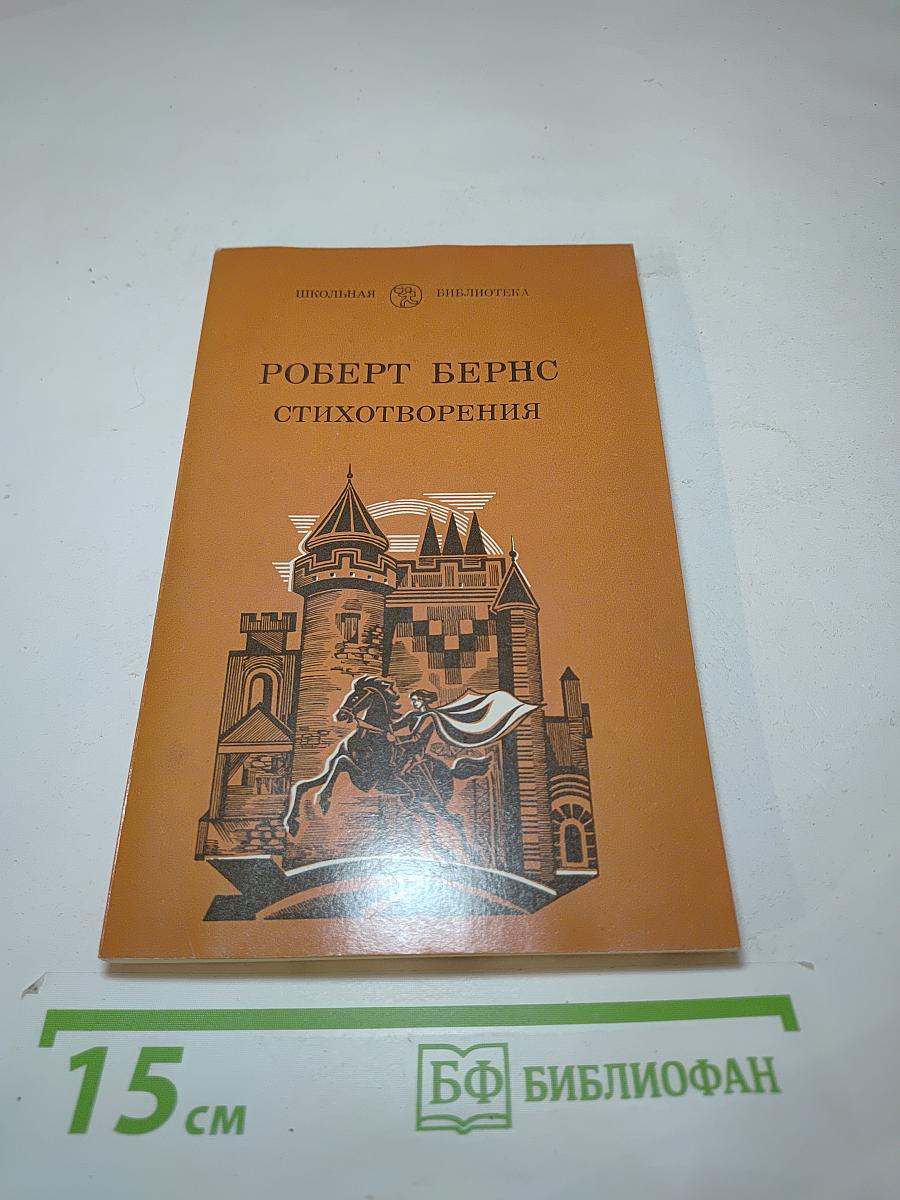 ШКОЛЬНАЯ БИБЛИОТЕКА
РОБЕРТ БЕРНС
СТИХОТВОРЕНИЯ
15 см
БФ БИБЛИОФАН